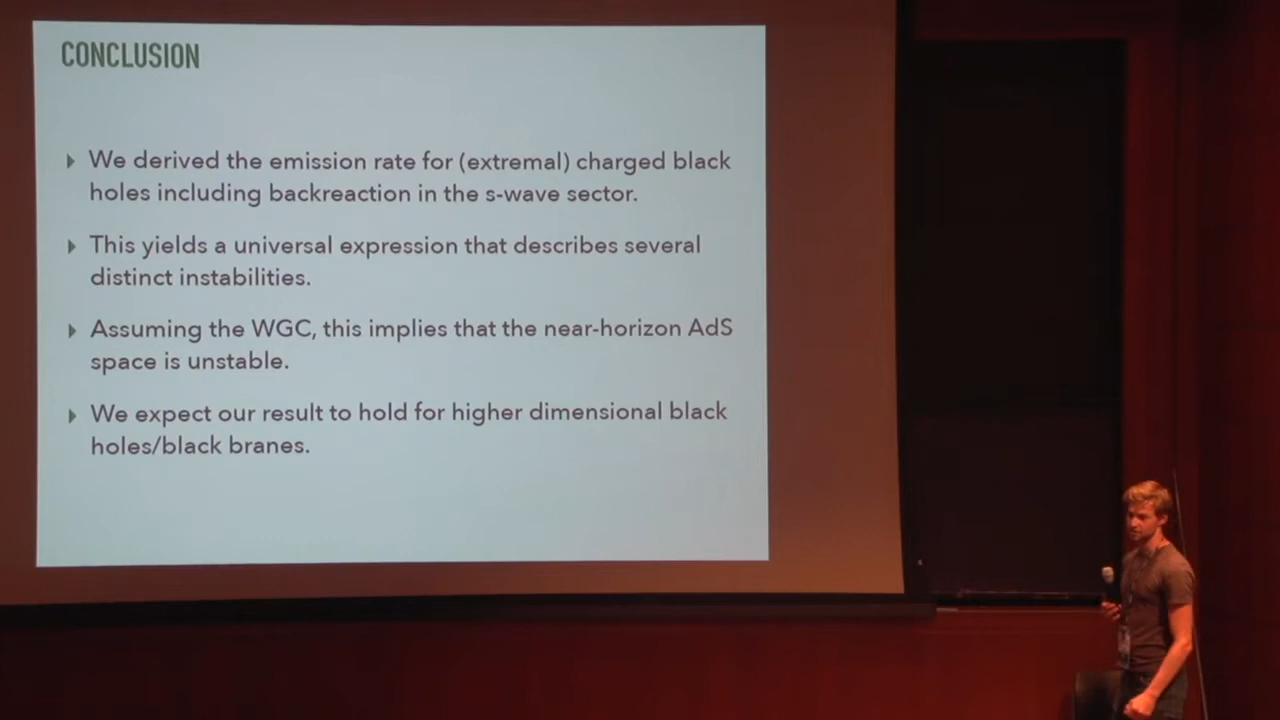 CONCLUSION
We derived the emission rate for (extremal) charged black
holes including backreaction in the s-wave sector.
This yields a universal expression that describes several
distinct instabilities.
Assuming the WGC, this implies that the near-horizon AdS
space is unstable.
We expect our result to hold for higher dimensional black
holes/black branes.